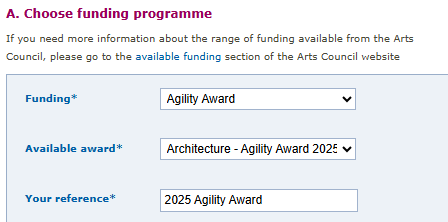 A. Choose funding programme
If you need more information about the range of funding available from the Arts
Council, please go to the available funding section of the Arts Council website
Funding*
Agility Award
Available award*
Architecture - Agility Award 2025
Your reference*
2025 Agility Award